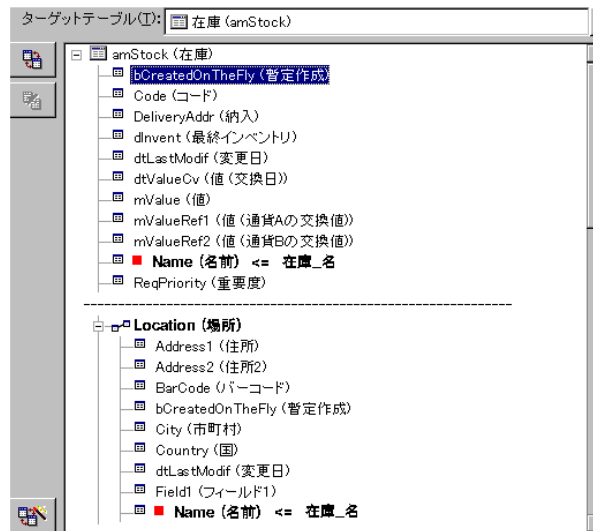 ターゲットテーブル(T): 在庫 (amStock)
amStock (在庫)
bCreatedOnTheFly (暫定作成)
Code (コード)
DeliveryAddr (納入)
dInvent (最終インベントリ)
dtLastModif (変更日)
dtValueCv (値 (交換日))
mValue (値)
mValueRef1 (値 (通貨Aの交換値))
mValueRef2 (値 (通貨Bの交換値))
Name (名前) <= 在庫_名
ReqPriority (重要度)
Location (場所)
Address1 (住所)
Address2 (住所2)
BarCode (バーコード)
bCreatedOnTheFly (暫定作成)
City (市町村)
Country (国)
dtLastModif (変更日)
Field1 (フィールド1)
Name (名前) <= 在庫_名